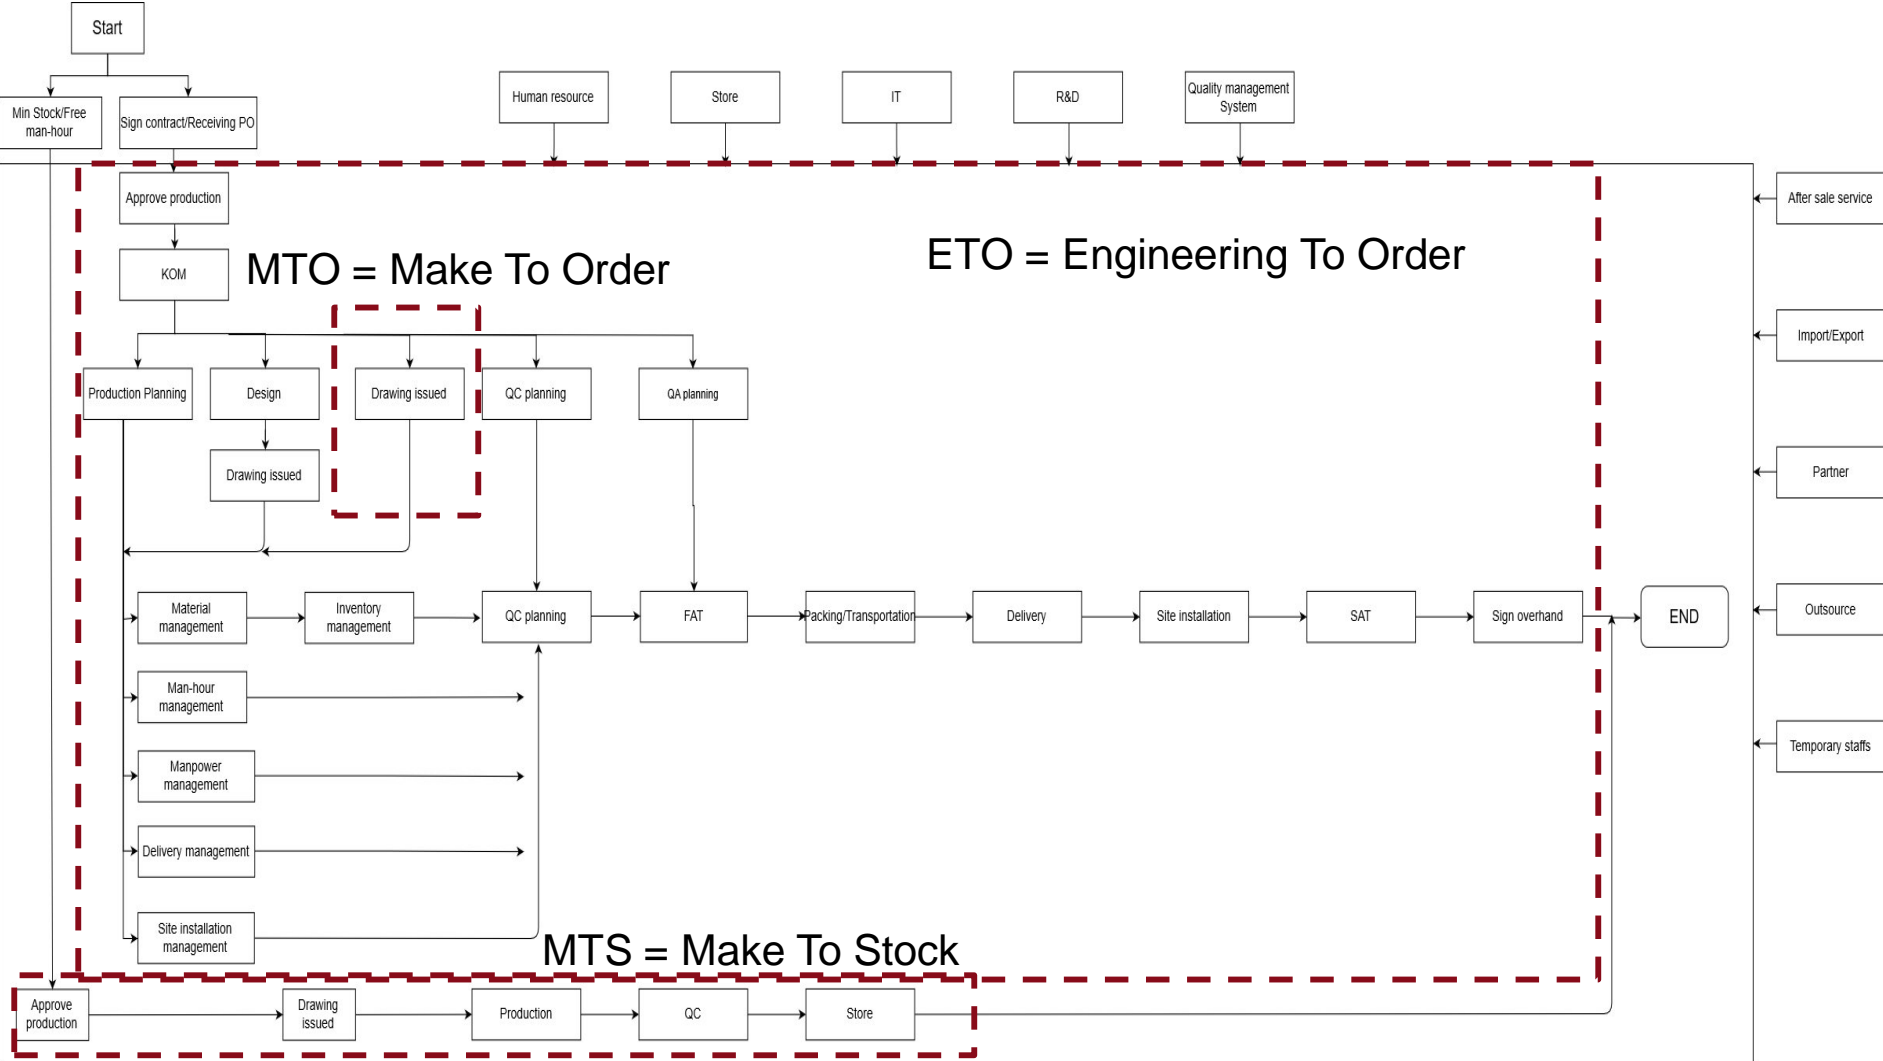 Start
Min Stock/Free
man-hour
Sign contract/Receiving PO
Human resource
Store
IT
R&D
Quality management
System
Approve production
After sale service
KOM
MTO = Make To Order
ETO = Engineering To Order
Import/Export
Production Planning
Design
Drawing issued
QC planning
QA planning
Drawing issued
Partner
Material
management
Inventory
management
QC planning
FAT
Packing/Transportation
Delivery
Site installation
SAT
Sign overhand
END
Outsource
Man-hour
management
Manpower
management
Temporary staffs
Delivery management
Site installation
management
MTS = Make To Stock
Approve
production
Drawing
issued
Production
QC
Store